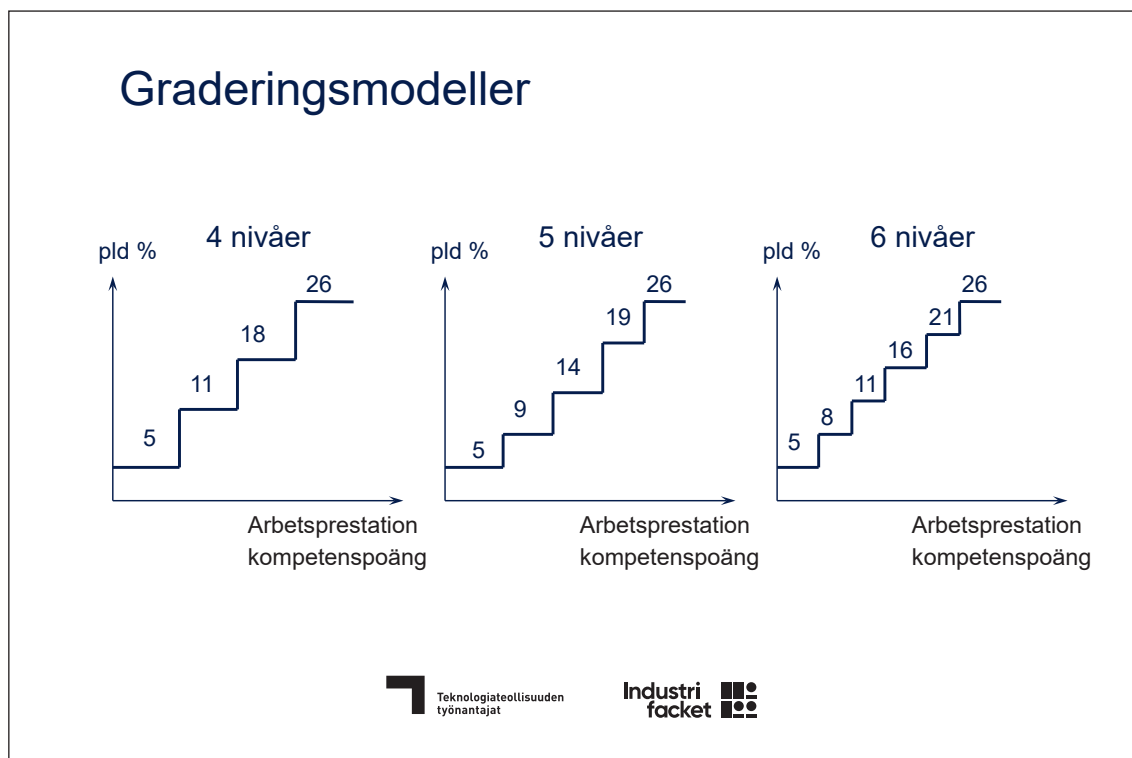 Graderingsmodeller
4 nivåer
pld %
26
18
11
5
Arbetsprestation
kompetenspoäng
5 nivåer
pld %
26
19
14
9
5
Arbetsprestation
kompetenspoäng
6 nivåer
pld %
26
21
16
11
8
5
Arbetsprestation
kompetenspoäng
Teknologiateollisuuden
työnantajat
Industri
facket